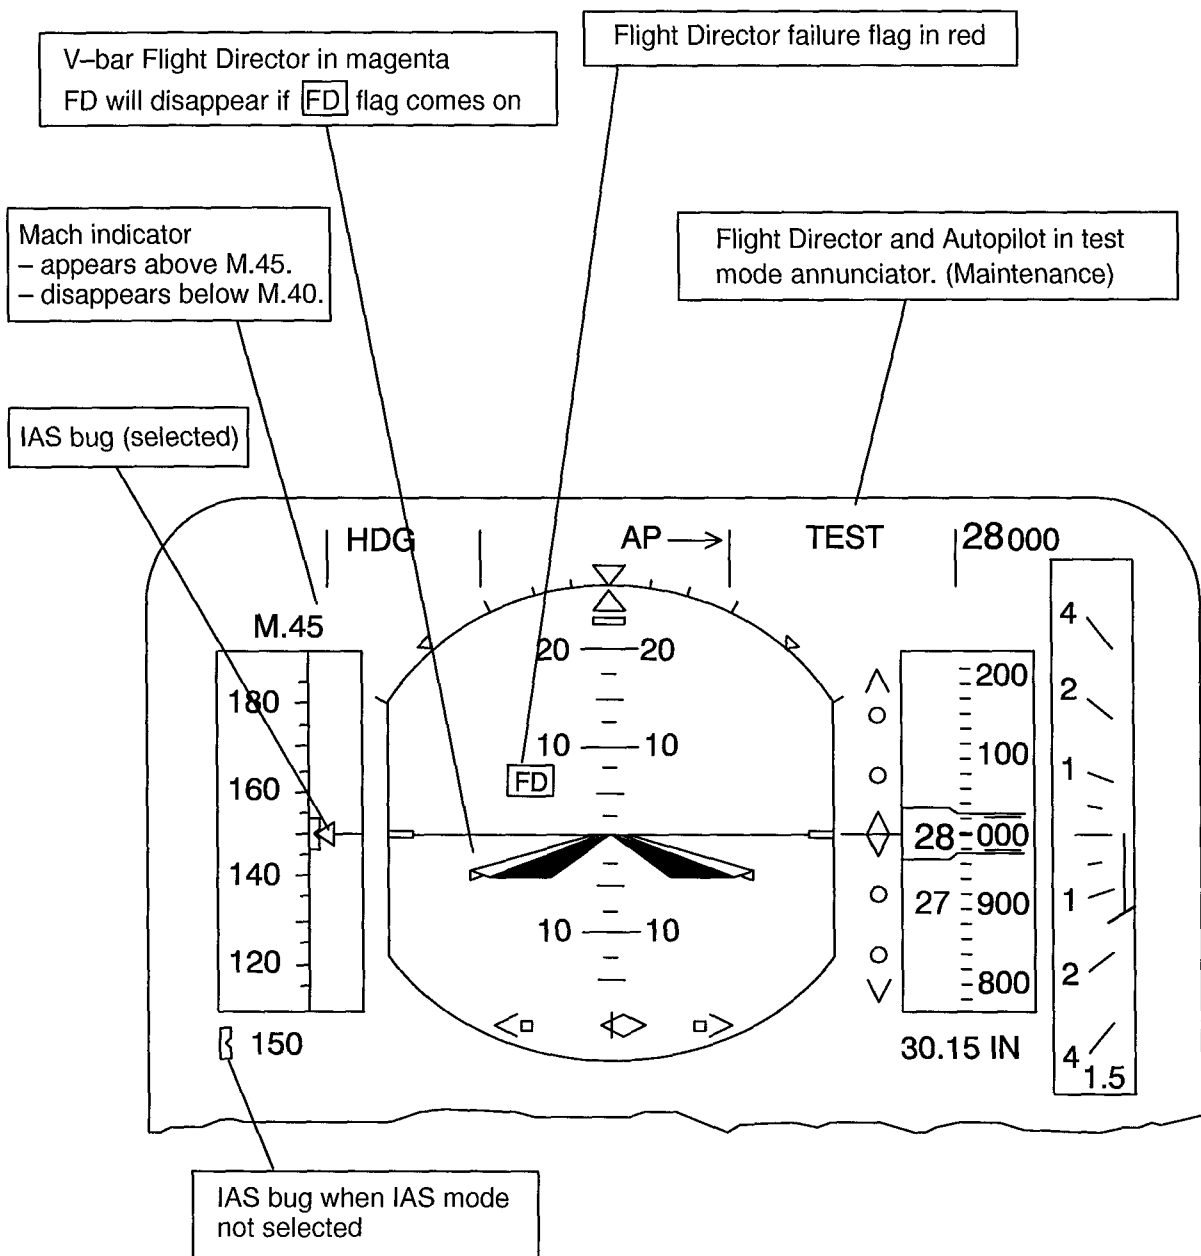 Flight Director failure flag in red
V–bar Flight Director in magenta
FD will disappear if FD flag comes on
Mach indicator
– appears above M.45.
– disappears below M.40.
Flight Director and Autopilot in test
mode annunciator. (Maintenance)
IAS bug (selected)
HDG AP TEST 28000
M.45
180
160
140
120
150
20 20
10 10
FD
10 10
200
100
28 000
27 900
800
30.15 IN
4
2
1
1
2
4
1.5
IAS bug when IAS mode
not selected